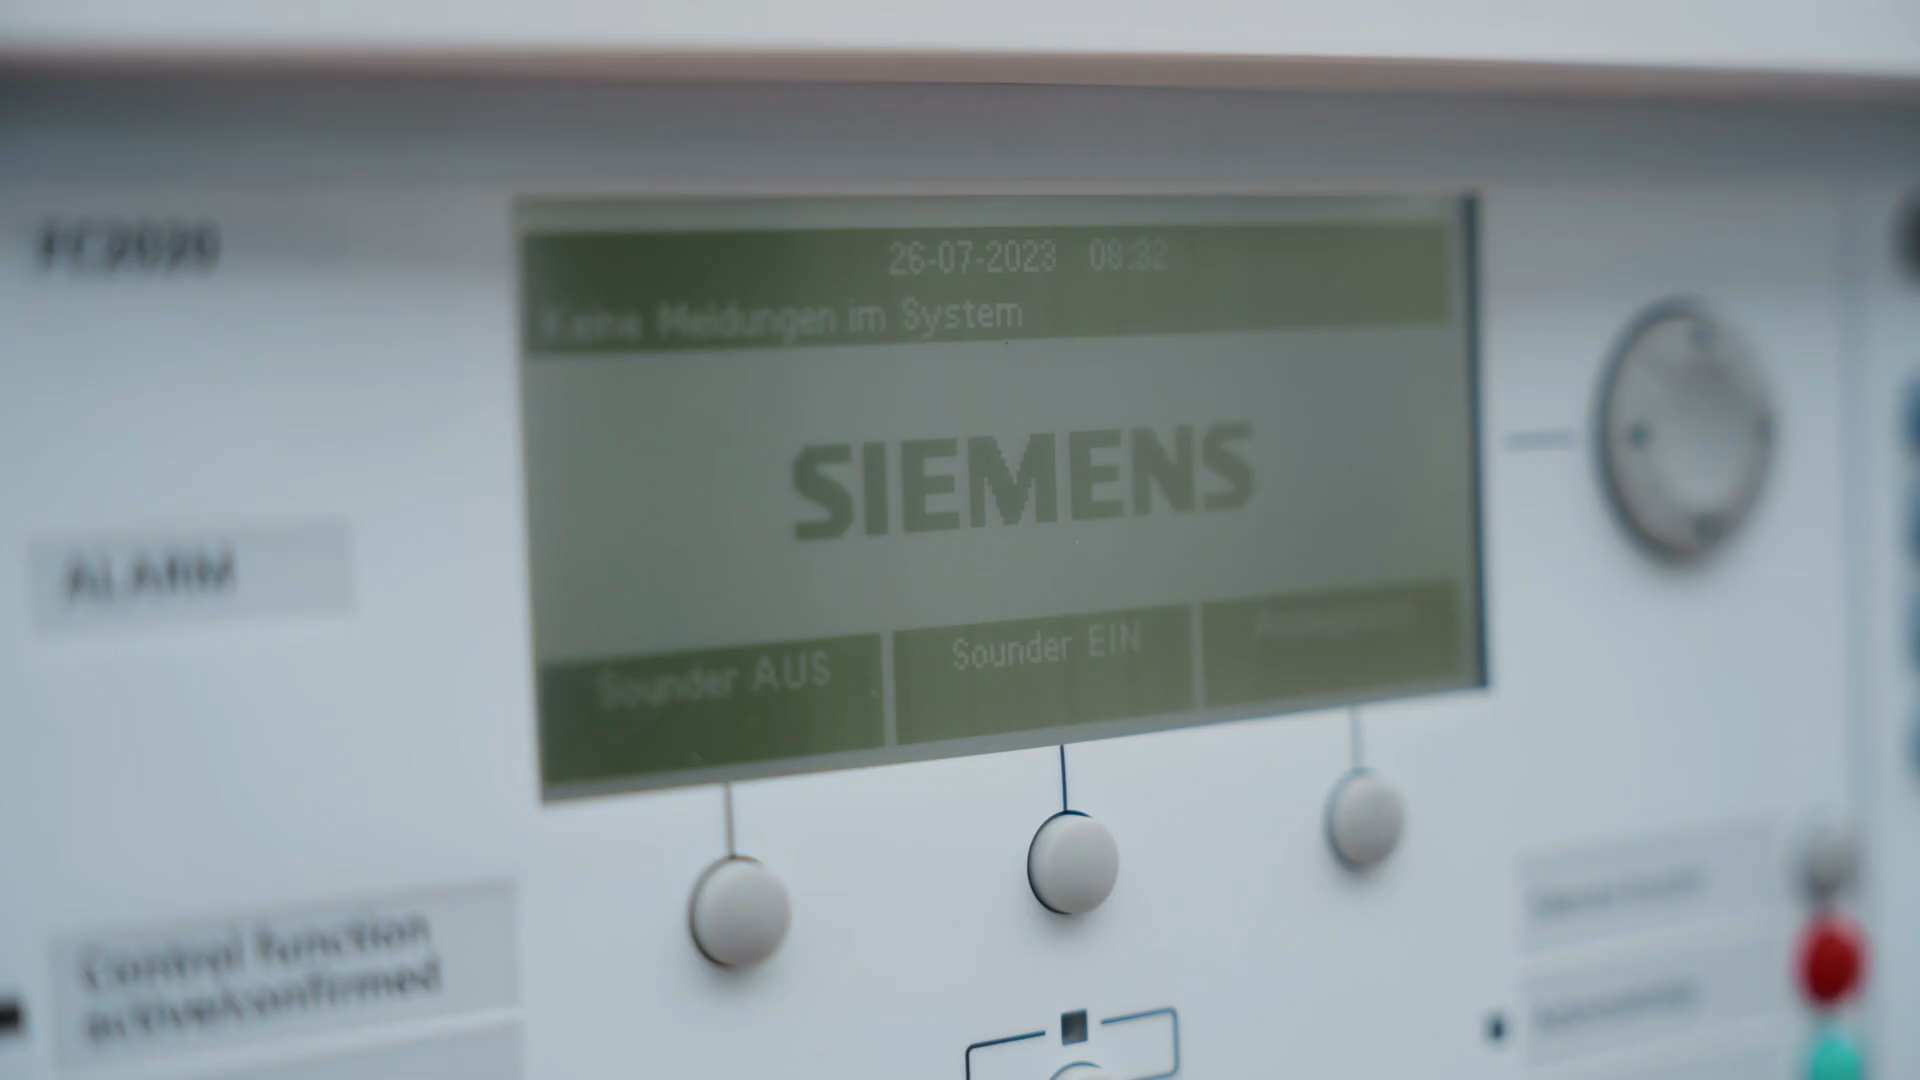 FC2020
26-07-2023 08:32
Keine Meldungen im System
SIEMENS
ALARM
Sounder AUS
Sounder EIN
Control function
active/confirmed